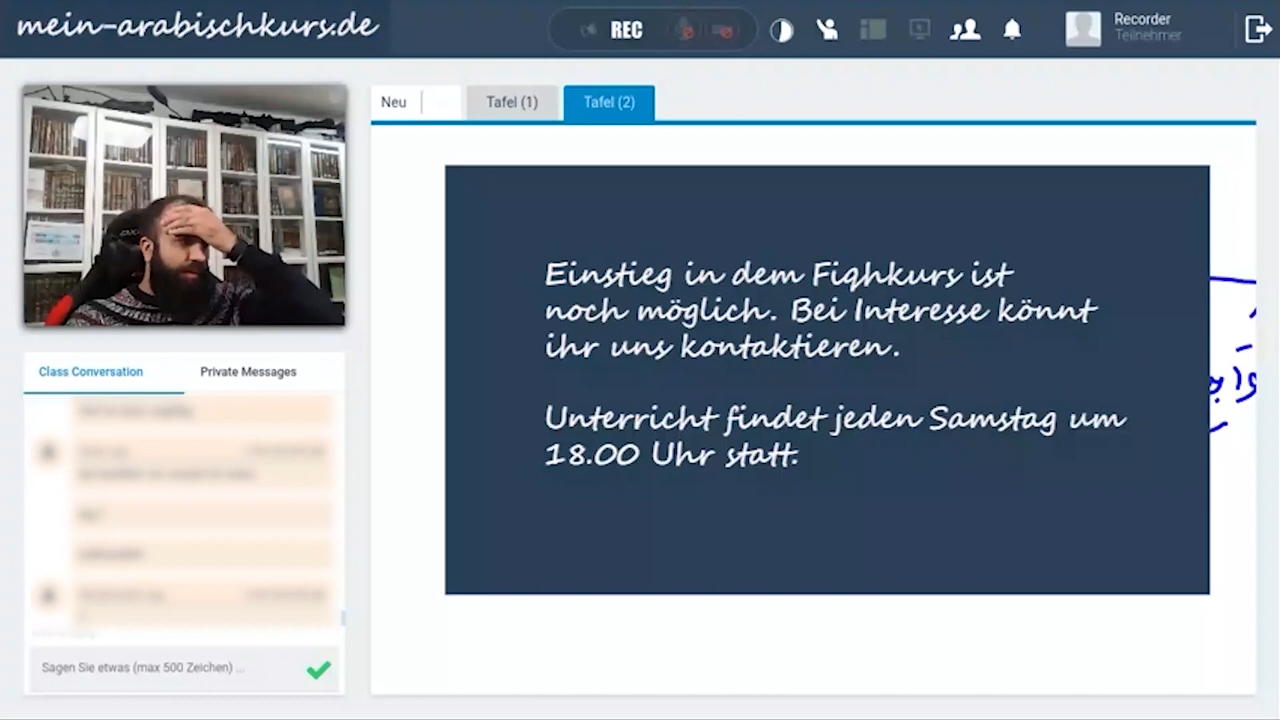 mein-arabischkurs.de
REC
Recorder
Teilnehmer
Neu
Tafel (1)
Tafel (2)
Einstieg in dem Fiqhkurs ist
noch möglich. Bei Interesse könnt
ihr uns kontaktieren.
Unterricht findet jeden Samstag um
18.00 Uhr statt.
Class Conversation
Private Messages
Sagen Sie etwas (max 500 Zeichen) ...